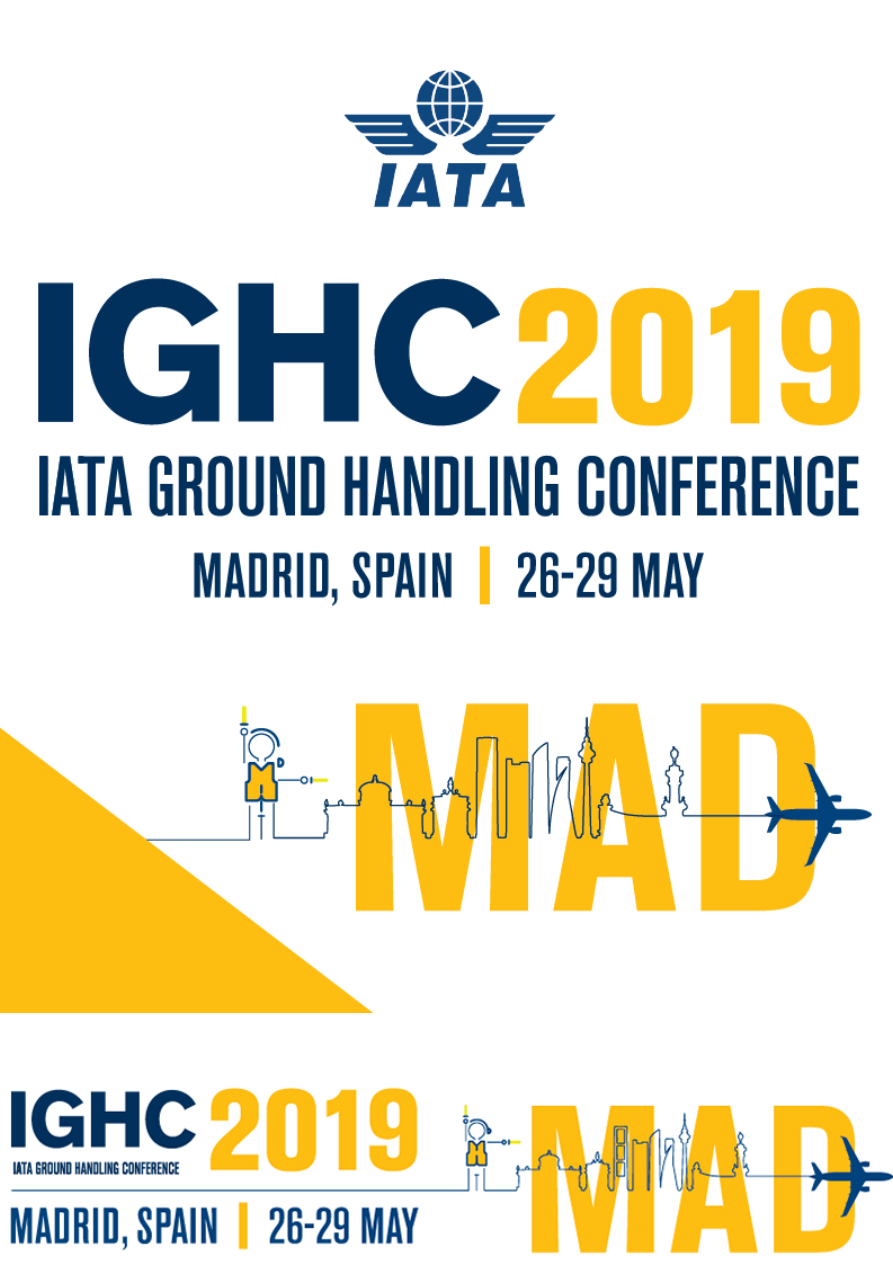 IATA
IGHC 2019
IATA GROUND HANDLING CONFERENCE
MADRID, SPAIN | 26-29 MAY
MAD
IGHC 2019
IATA GROUND HANDLING CONFERENCE
MADRID, SPAIN | 26-29 MAY
MAD